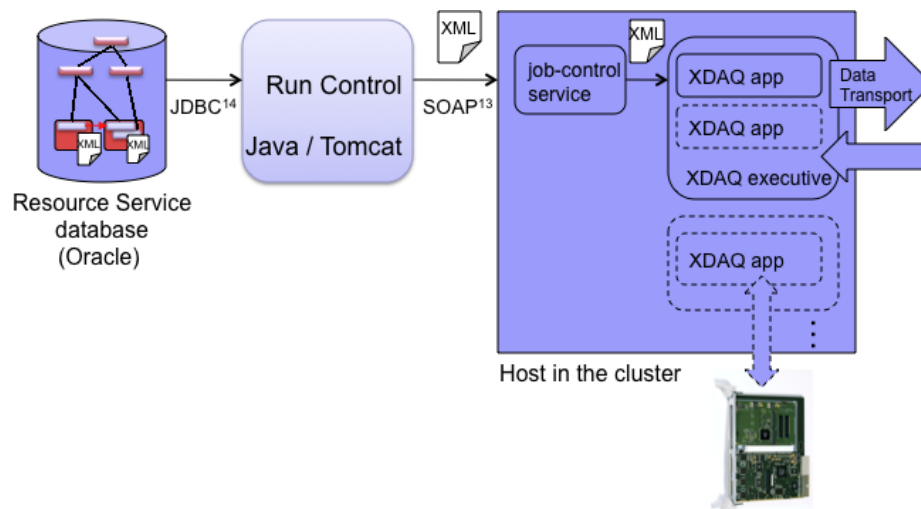 XML
XML
Resource Service
database
(Oracle)
JDBC14
Run Control
Java / Tomcat
XML
SOAP13
job-control
service
XML
XDAQ app
XDAQ app
XDAQ executive
Data
Transport
XDAQ app
Host in the cluster